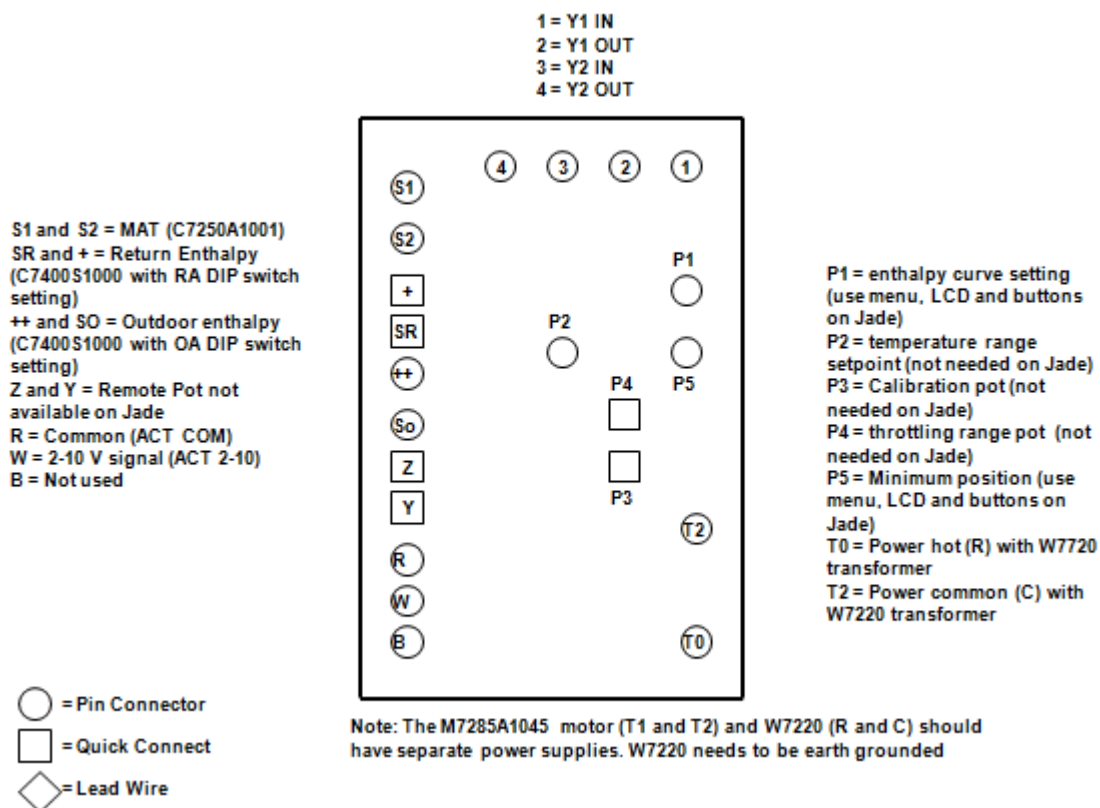 1 = Y1 IN
2 = Y1 OUT
3 = Y2 IN
4 = Y2 OUT
S1 and S2 = MAT (C7250A1001)
SR and + = Return Enthalpy
(C7400S1000 with RA DIP switch
setting)
++ and SO = Outdoor enthalpy
(C7400S1000 with OA DIP switch
setting)
Z and Y = Remote Pot not
available on Jade
R = Common (ACT COM)
W = 2-10 V signal (ACT 2-10)
B = Not used
4 3 2 1
S1
S2
+
SR
++
So
Z
Y
R
W
B
P1
P2
P5
P4
P3
T2
T0
P1 = enthalpy curve setting
(use menu, LCD and buttons
on Jade)
P2 = temperature range
setpoint (not needed on Jade)
P3 = Calibration pot (not
needed on Jade)
P4 = throttling range pot (not
needed on Jade)
P5 = Minimum position (use
menu, LCD and buttons on
Jade)
T0 = Power hot (R) with W7720
transformer
T2 = Power common (C) with
W7220 transformer
= Pin Connector
= Quick Connect
= Lead Wire
Note: The M7285A1045 motor (T1 and T2) and W7220 (R and C) should
have separate power supplies. W7220 needs to be earth grounded